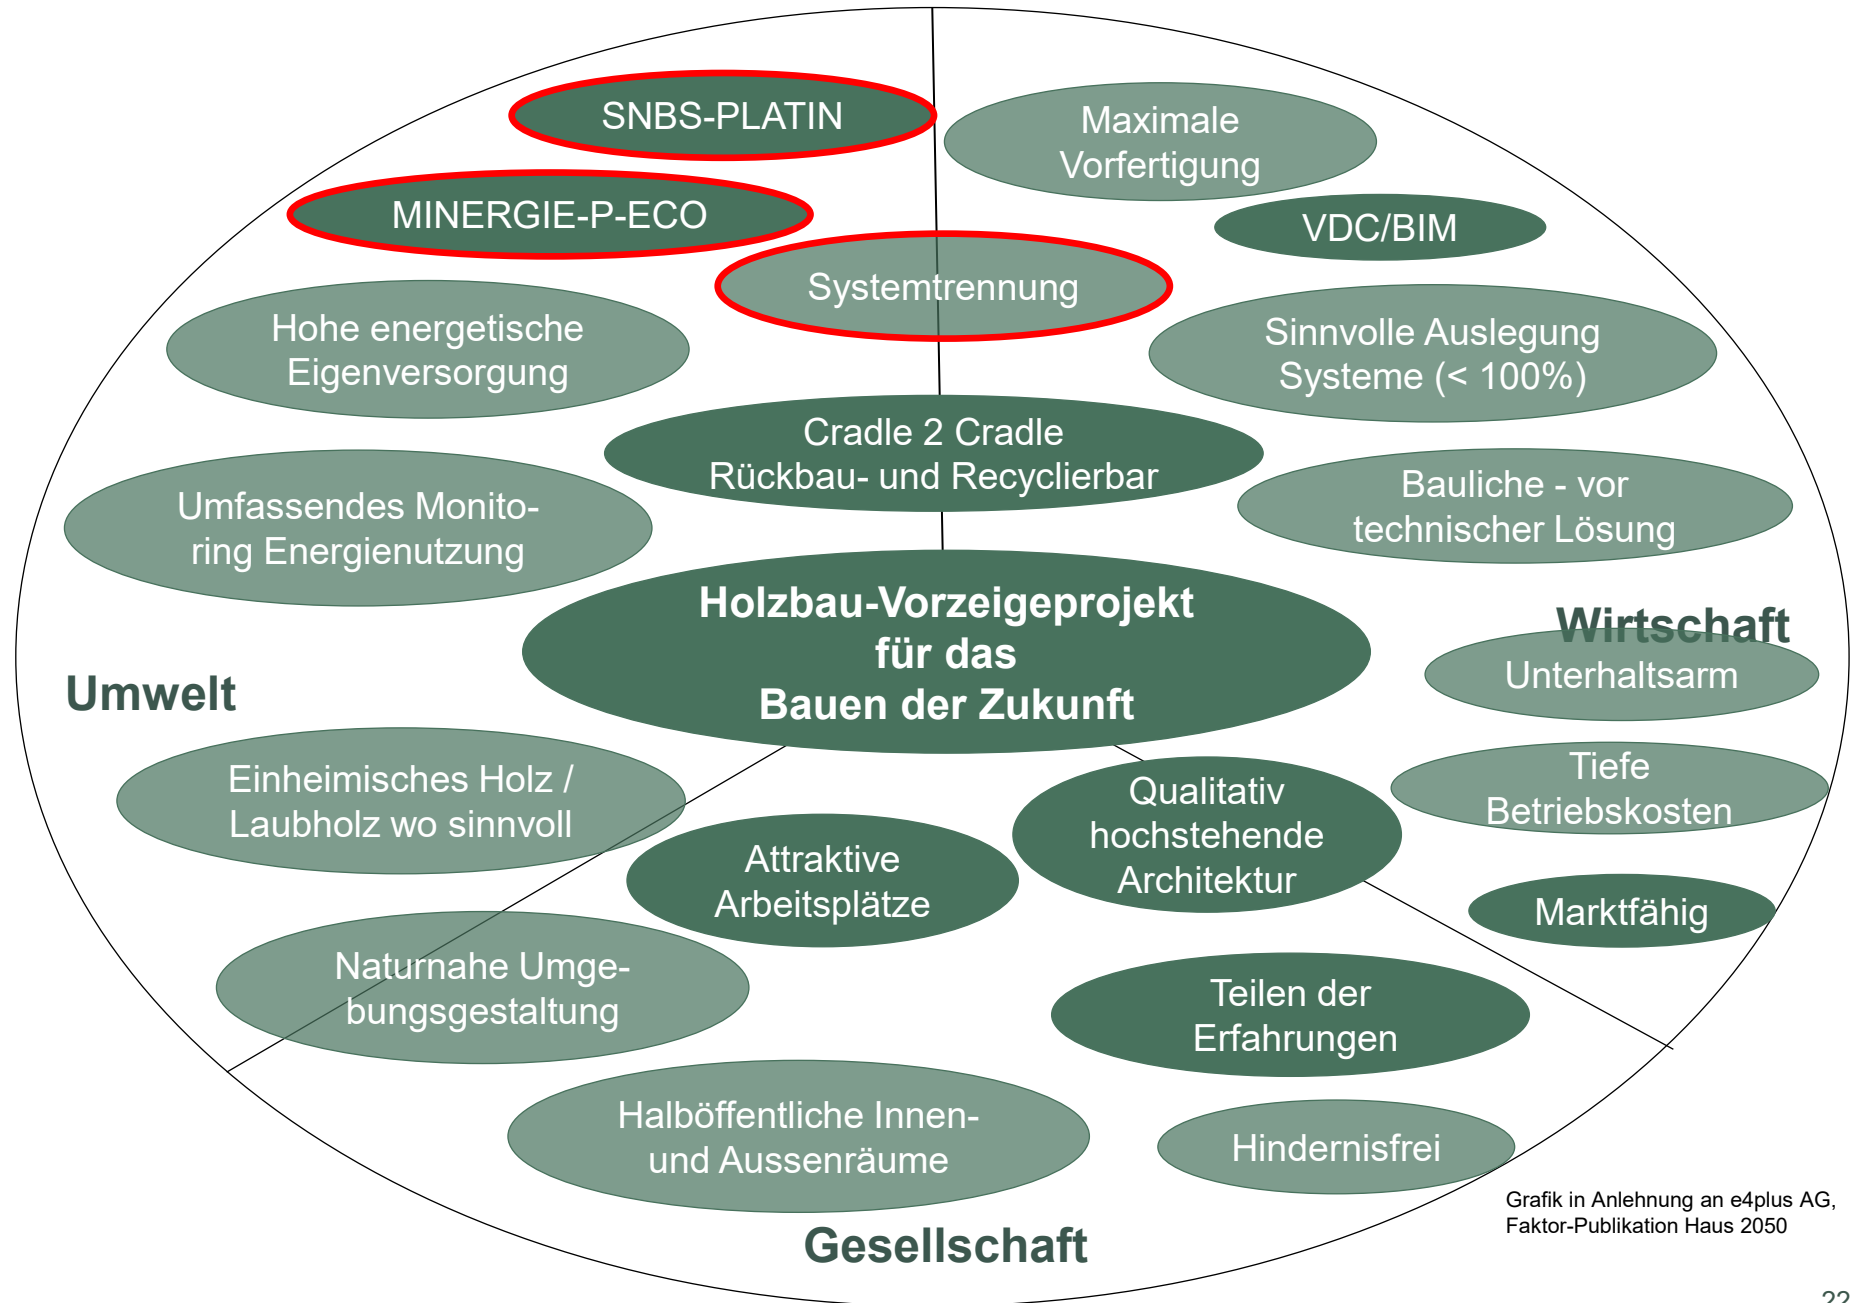 SNBS-PLATIN
Maximale
Vorfertigung
MINERGIE-P-ECO
VDC/BIM
Systemtrennung
Hohe energetische
Eigenversorgung
Sinnvolle Auslegung
Systeme (< 100%)
Cradle 2 Cradle
Rückbau- und Recyclierbar
Umfassendes Monito-
ring Energienutzung
Bauliche - vor
technischer Lösung
Holzbau-Vorzeigeprojekt
für das
Bauen der Zukunft
Wirtschaft
Unterhaltsarm
Umwelt
Einheimisches Holz /
Laubholz wo sinnvoll
Tiefe
Betriebskosten
Qualitativ
hochstehende
Architektur
Attraktive
Arbeitsplätze
Marktfähig
Naturnahe Umge-
bungsgestaltung
Teilen der
Erfahrungen
Halböffentliche Innen-
und Aussenräume
Hindernisfrei
Grafik in Anlehnung an e4plus AG,
Faktor-Publikation Haus 2050
Gesellschaft
22